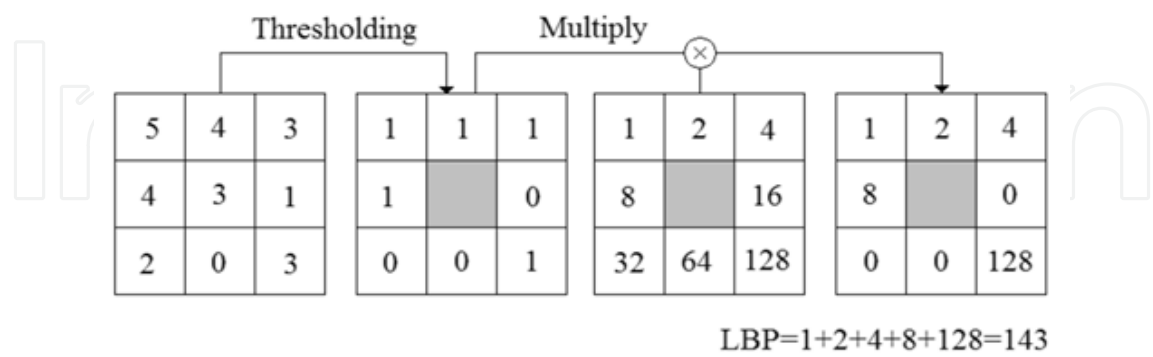 Thresholding Multiply
5 4 3 1 1 1 1 2 4 1 2 4
4 3 1 1 0 8 16 8 0
2 0 3 0 0 1 32 64 128 0 0 128
LBP=1+2+4+8+128=143